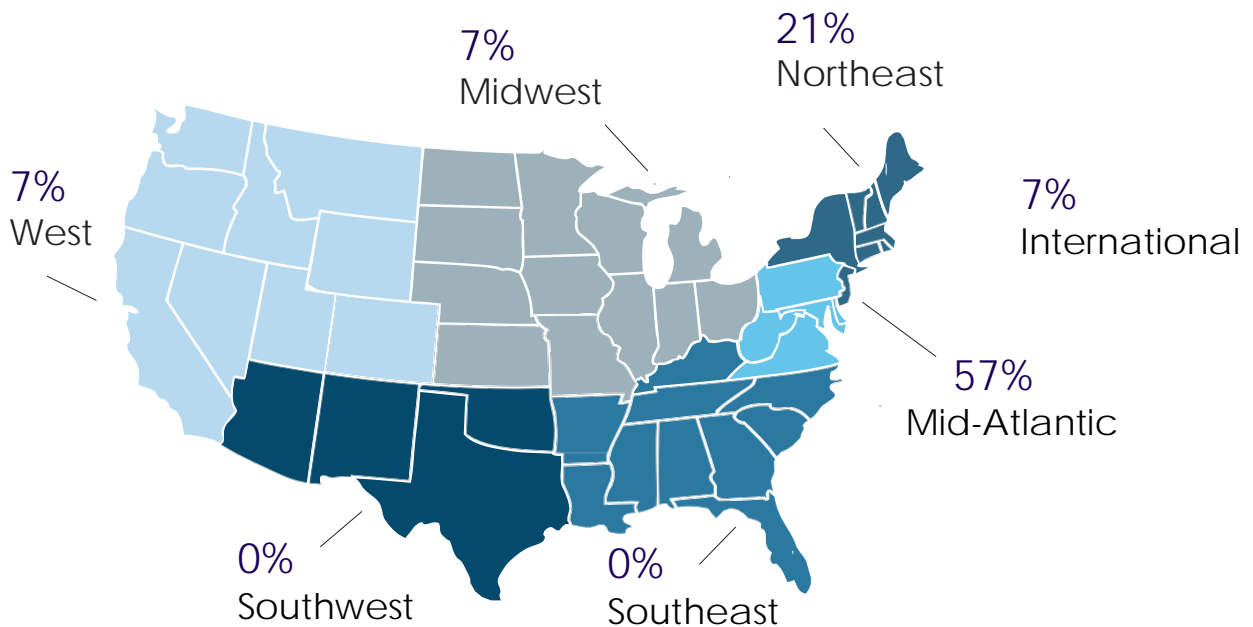 21%
Northeast
7%
Midwest
7%
West
7%
International
57%
Mid-Atlantic
0%
Southwest
0%
Southeast